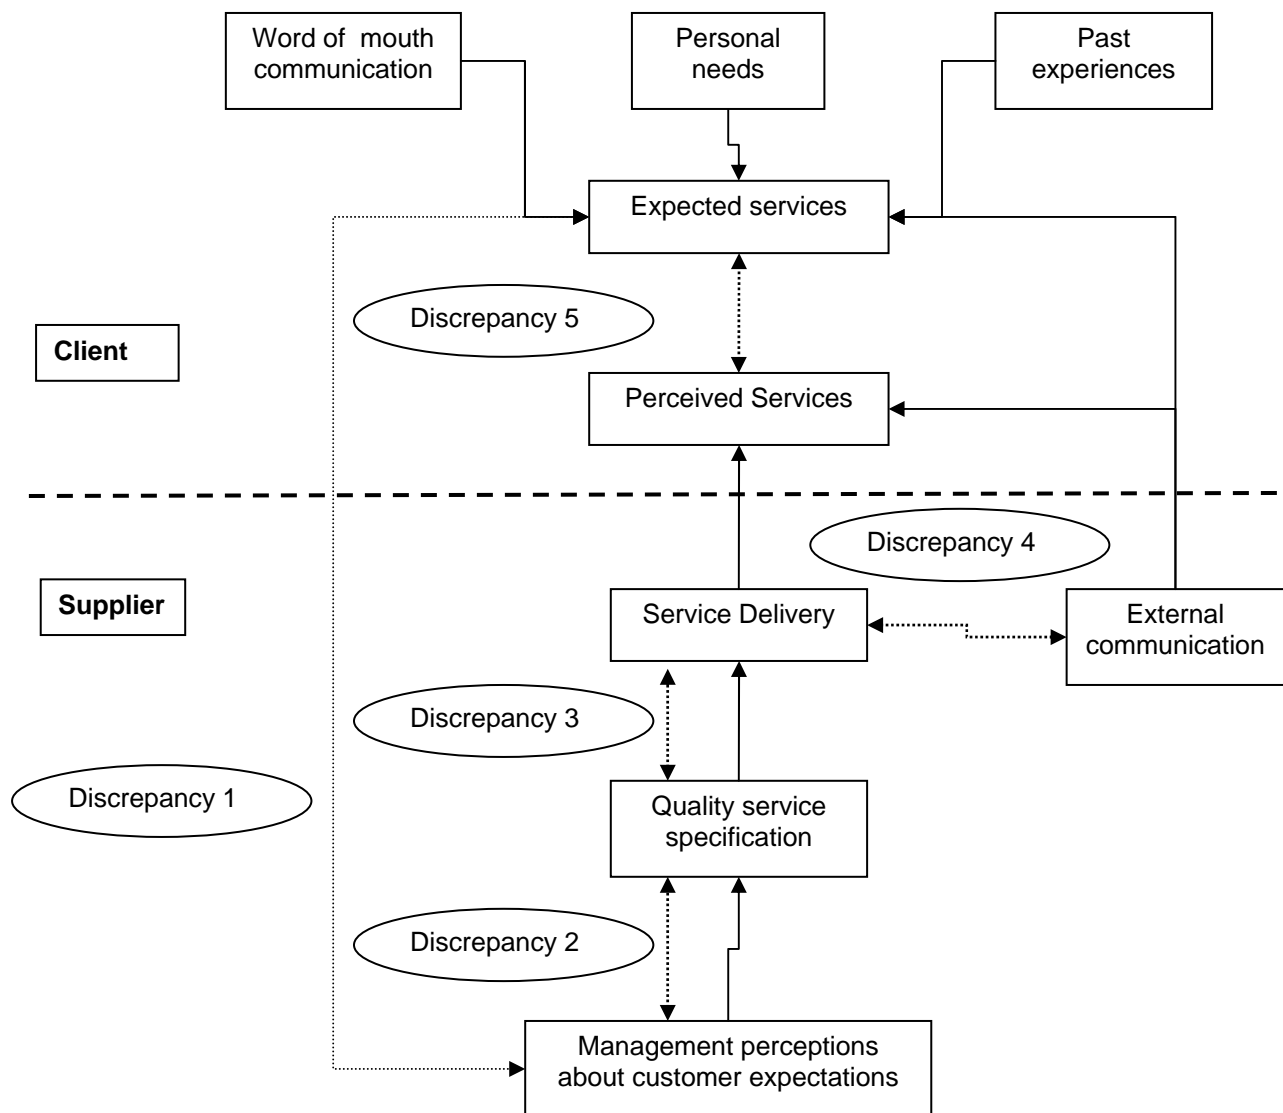 Word of mouth
communication
Personal
needs
Past
experiences
Expected services
Discrepancy 5
Client
Perceived Services
Discrepancy 4
Supplier
Service Delivery
External
communication
Discrepancy 3
Discrepancy 1
Quality service
specification
Discrepancy 2
Management perceptions
about customer expectations